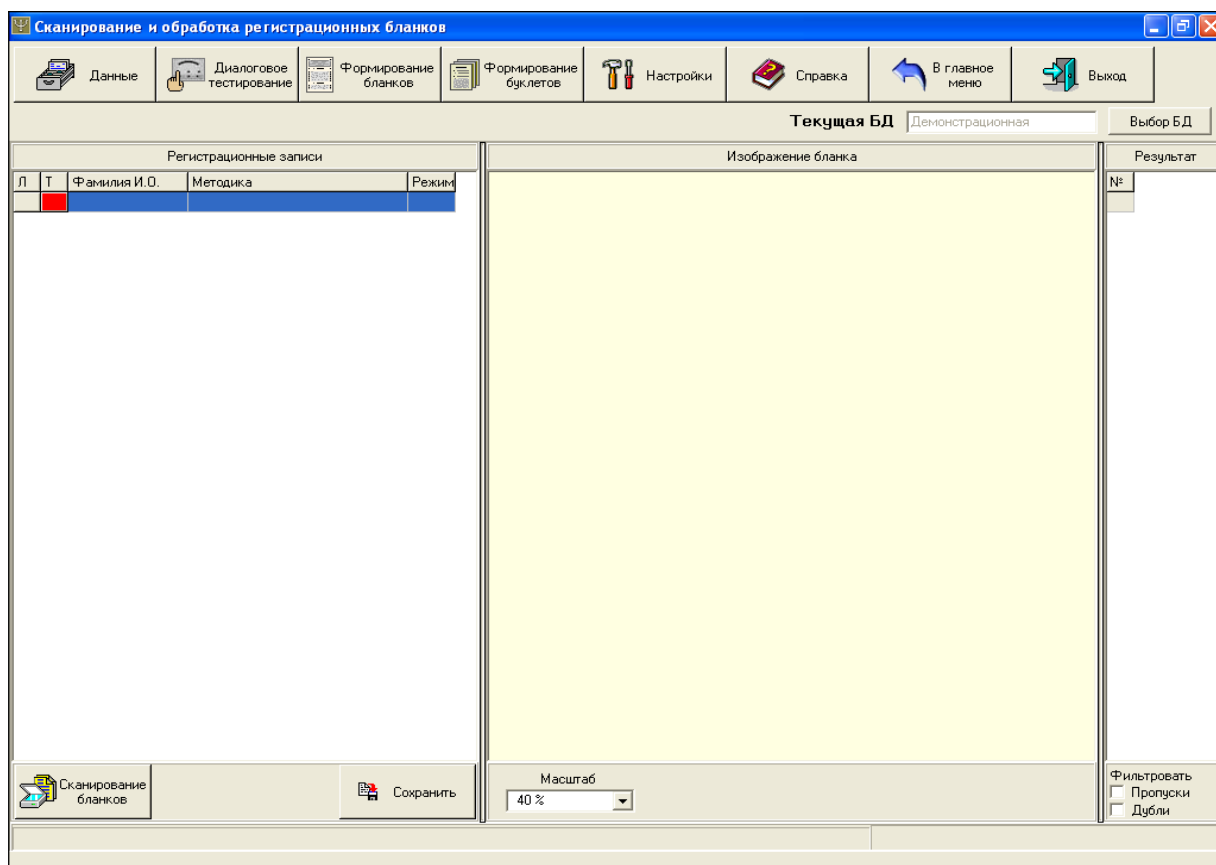 Сканирование и обработка регистрационных бланков
Данные
Диалоговое
тестирование
Формирование
бланков
Формирование
буклетов
Настройки
Справка
В главное
меню
Выход
Текущая БД Демонстрационная Выбор БД
Регистрационные записи
Изображение бланка
Результат
Л Т Фамилия И.О. Методика Режим
№
Сканирование
бланков
Сохранить
Масштаб
40 %
Фильтровать
Пропуски
Дубли